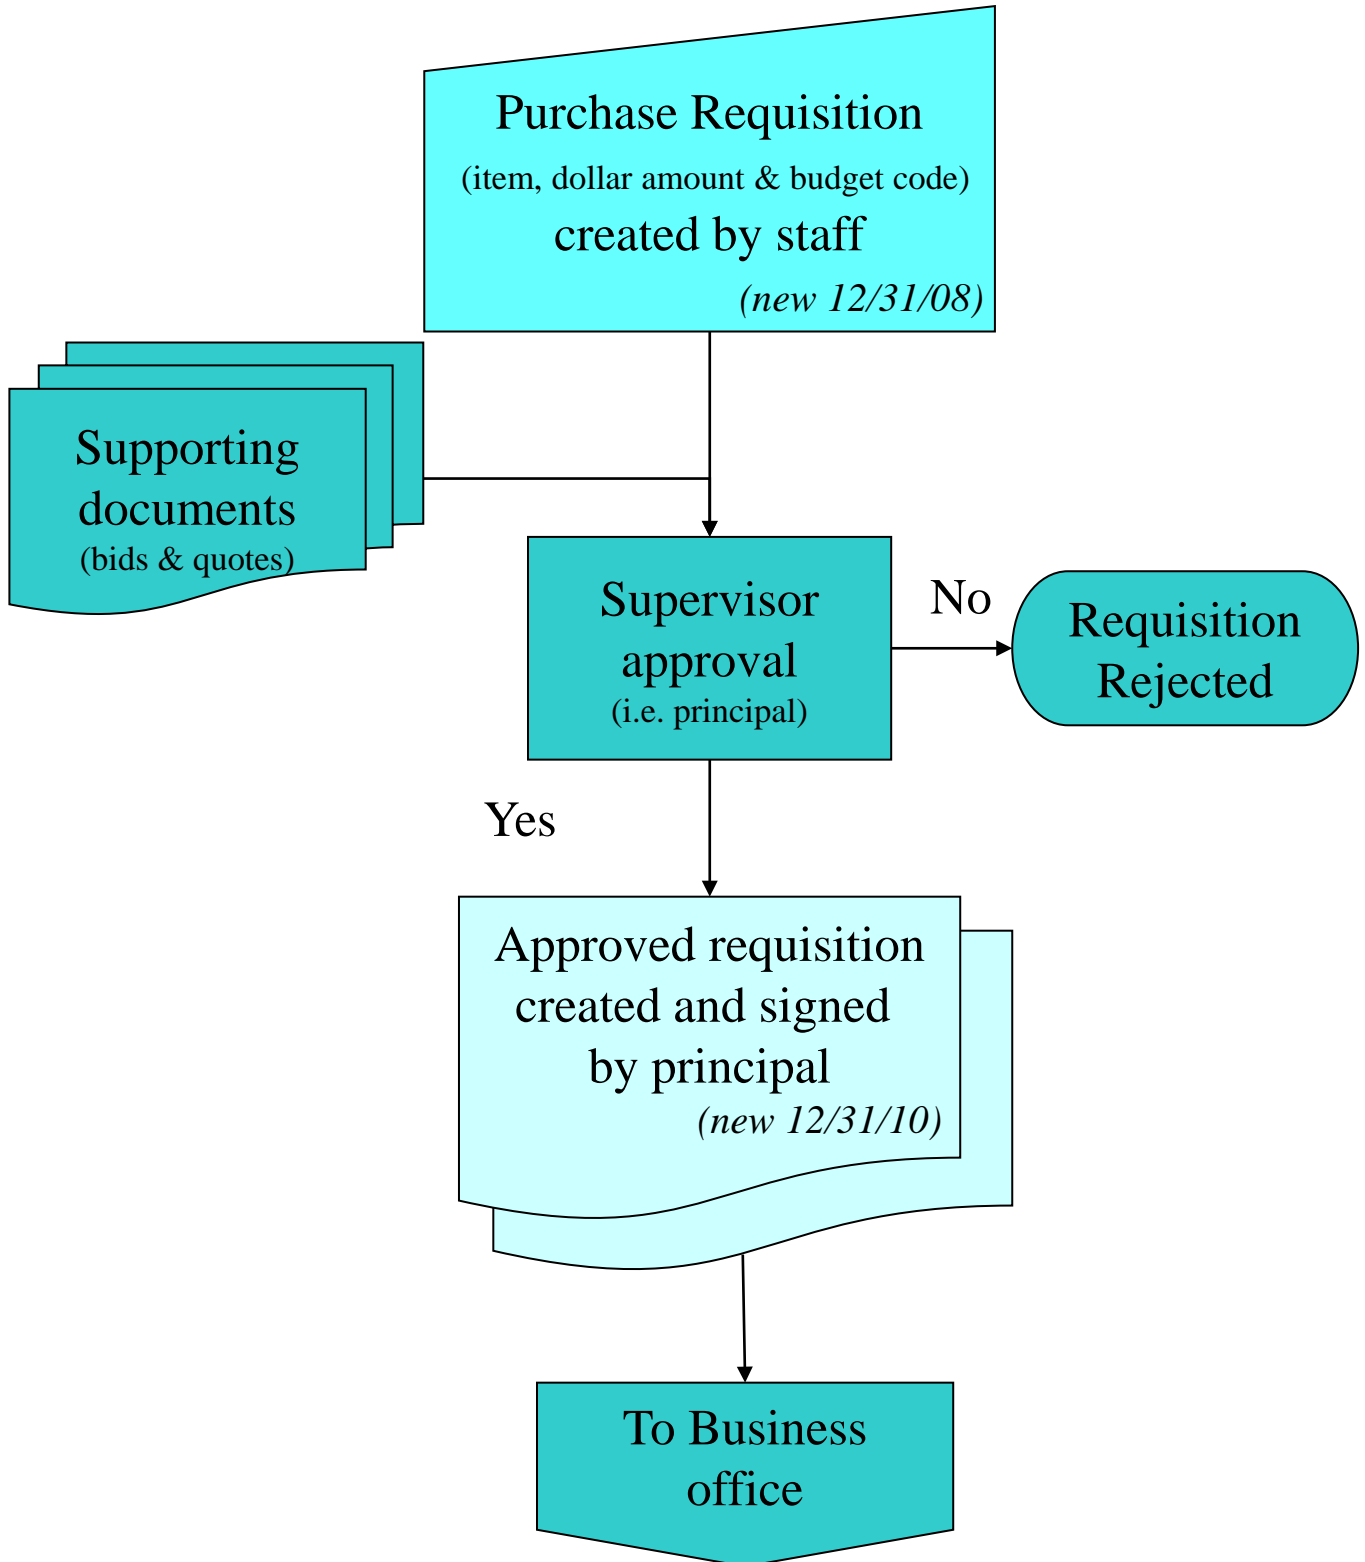 Purchase Requisition
(item, dollar amount & budget code)
created by staff
(new 12/31/08)
Supporting
documents
(bids & quotes)
Supervisor
approval
(i.e. principal)
No
Requisition
Rejected
Yes
Approved requisition
created and signed
by principal
(new 12/31/10)
To Business
office